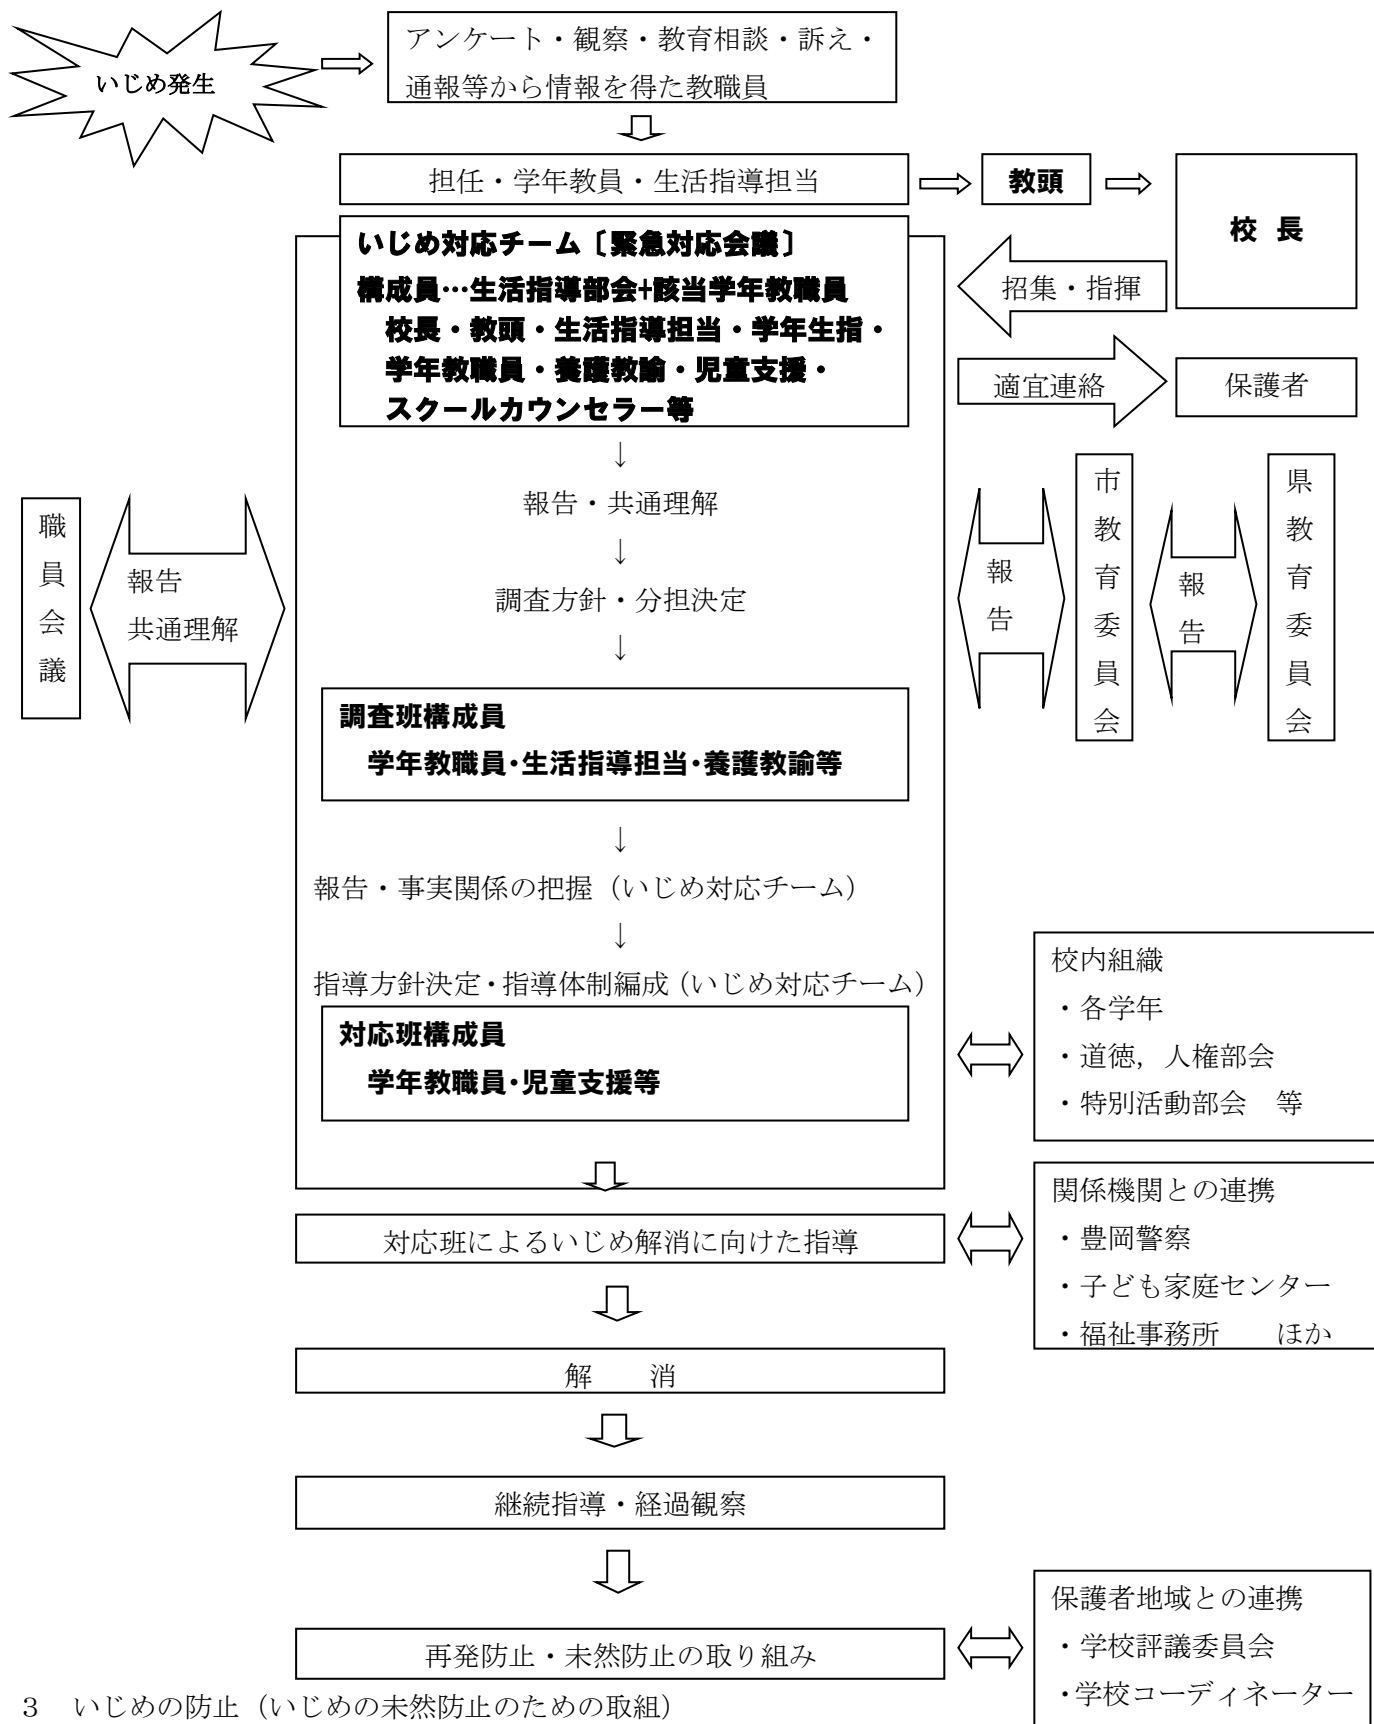 いじめ発生
アンケート・観察・教育相談・訴え・
通報等から情報を得た教職員
担任・学年教員・生活指導担当
教頭
校 長
いじめ対応チーム〔緊急対応会議〕
構成員…生活指導部会+該当学年教職員
校長・教頭・生活指導担当・学年生指・
学年教職員・養護教諭・児童支援・
スクールカウンセラー等
招集・指揮
適宜連絡
保護者
↓
報告・共通理解
↓
調査方針・分担決定
↓
職員会議
報告
共通理解
報告
市教育委員会
報告
県教育委員会
調査班構成員
学年教職員・生活指導担当・養護教諭等
↓
報告・事実関係の把握（いじめ対応チーム）
↓
指導方針決定・指導体制編成（いじめ対応チーム）
対応班構成員
学年教職員・児童支援等
校内組織
・各学年
・道徳，人権部会
・特別活動部会　等
対応班によるいじめ解消に向けた指導
関係機関との連携
・豊岡警察
・子ども家庭センター
・福祉事務所　　ほか
解　　消
継続指導・経過観察
再発防止・未然防止の取り組み
保護者地域との連携
・学校評議委員会
・学校コーディネーター
３　いじめの防止（いじめの未然防止のための取組）